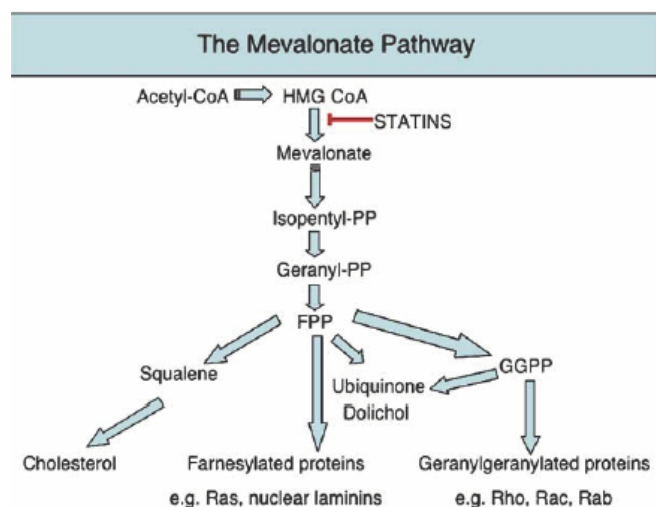 The Mevalonate Pathway
Acetyl-CoA HMG CoA
STATINS
Mevalonate
Isopentyl-PP
Geranyl-PP
FPP
Squalene
GGPP
Ubiquinone
Dolichol
Cholesterol
Farnesylated proteins
Geranylgeranylated proteins
e.g. Ras, nuclear laminins
e.g. Rho, Rac, Rab